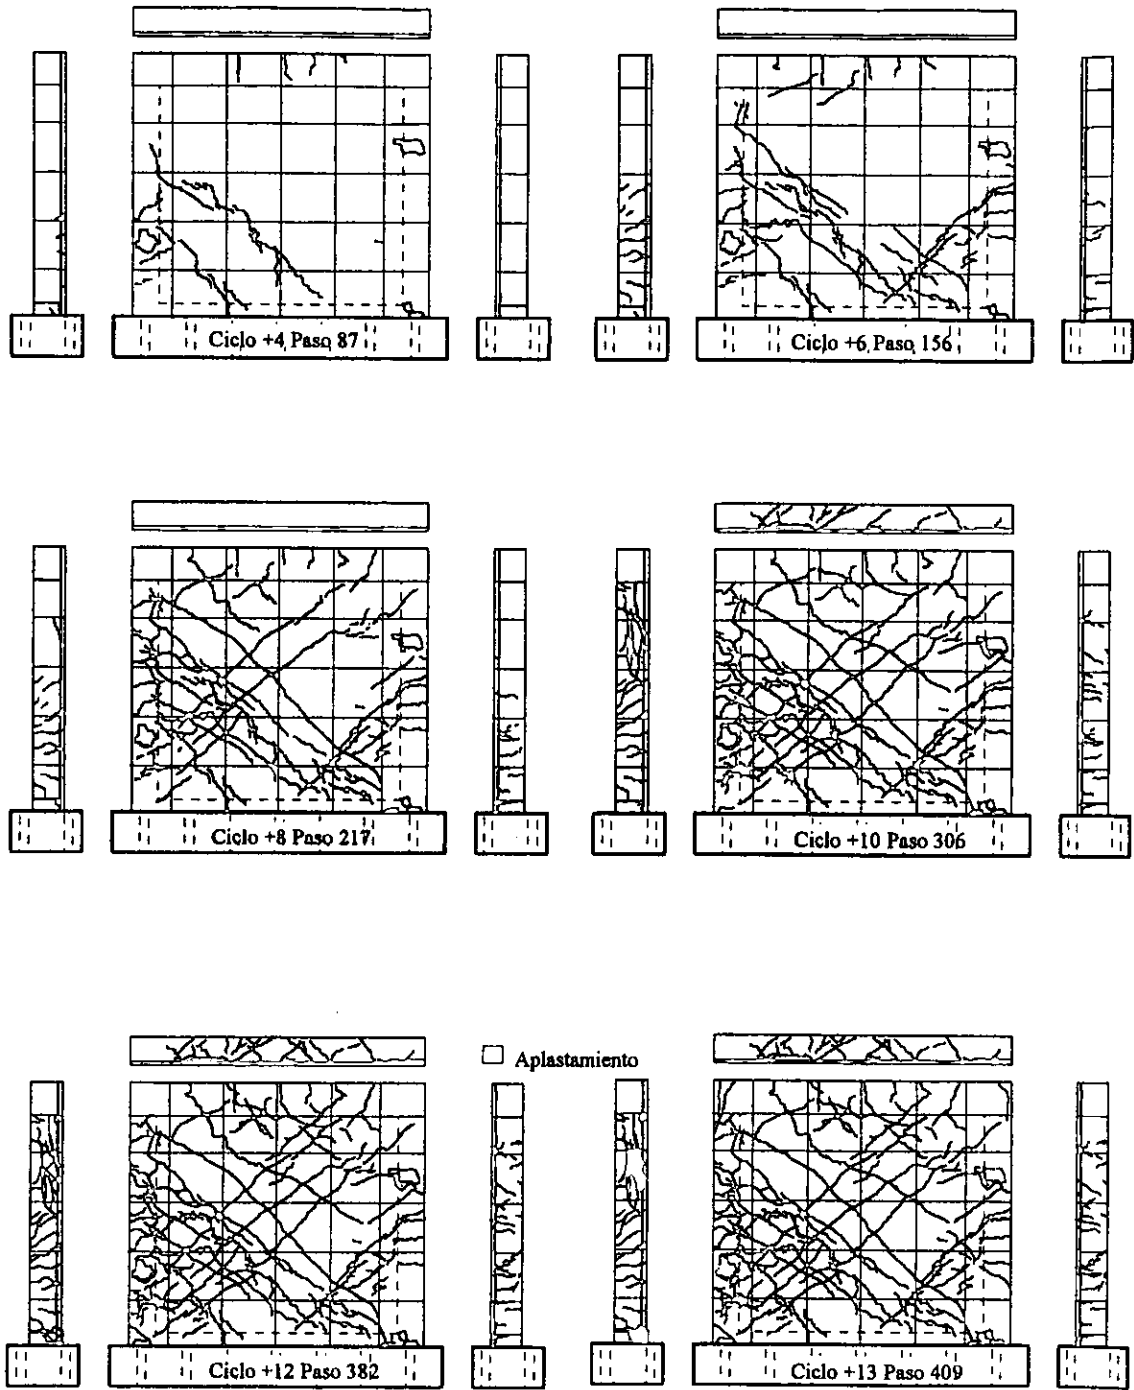 Ciclo +4 Paso 87
Ciclo +6 Paso 156
Ciclo +8 Paso 217
Ciclo +10 Paso 306
Aplastamiento
Ciclo +12 Paso 382
Ciclo +13 Paso 409